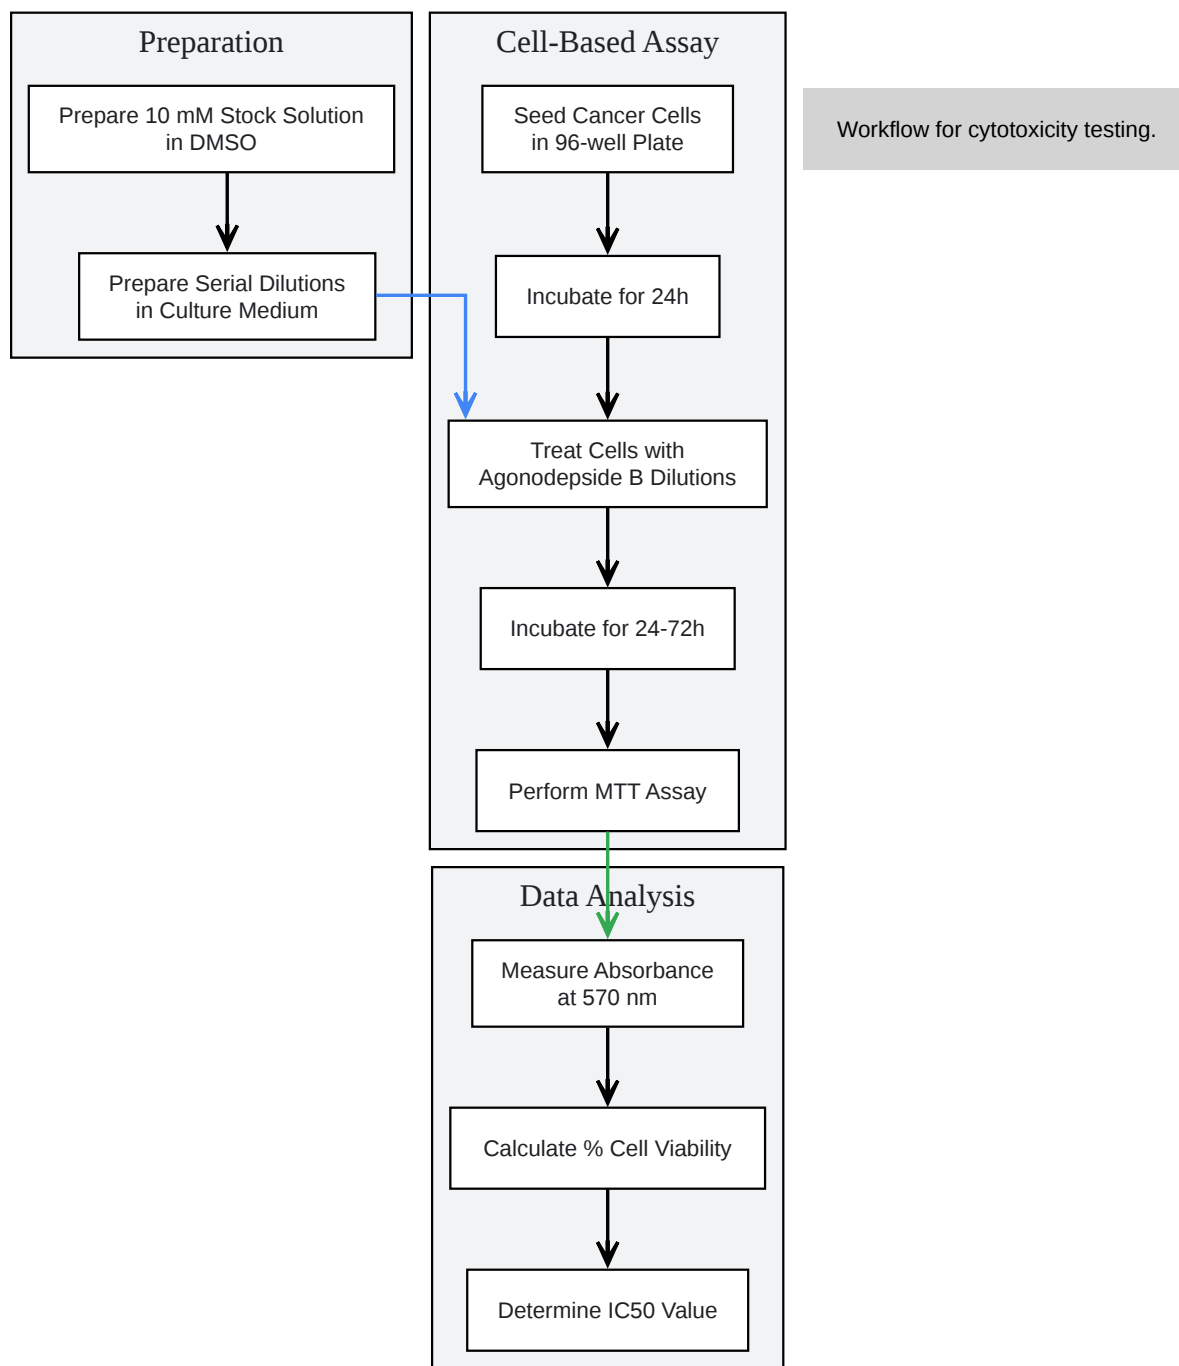 Preparation
Prepare 10 mM Stock Solution
in DMSO
Prepare Serial Dilutions
in Culture Medium
Cell-Based Assay
Seed Cancer Cells
in 96-well Plate
Incubate for 24h
Treat Cells with
Agonodepside B Dilutions
Incubate for 24-72h
Perform MTT Assay
Data Analysis
Measure Absorbance
at 570 nm
Calculate % Cell Viability
Determine IC50 Value
Workflow for cytotoxicity testing.